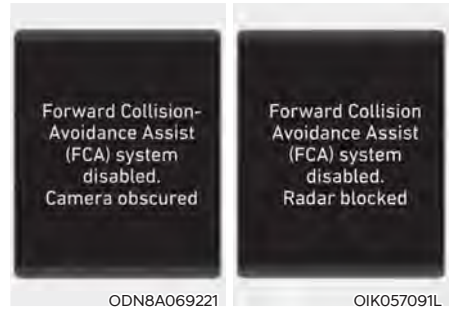 Forward Collision-
Avoidance Assist
(FCA) system
disabled.
Camera obscured
ODN8A069221
Forward Collision
Avoidance Assist
(FCA) system
disabled.
Radar blocked
OIK057091L